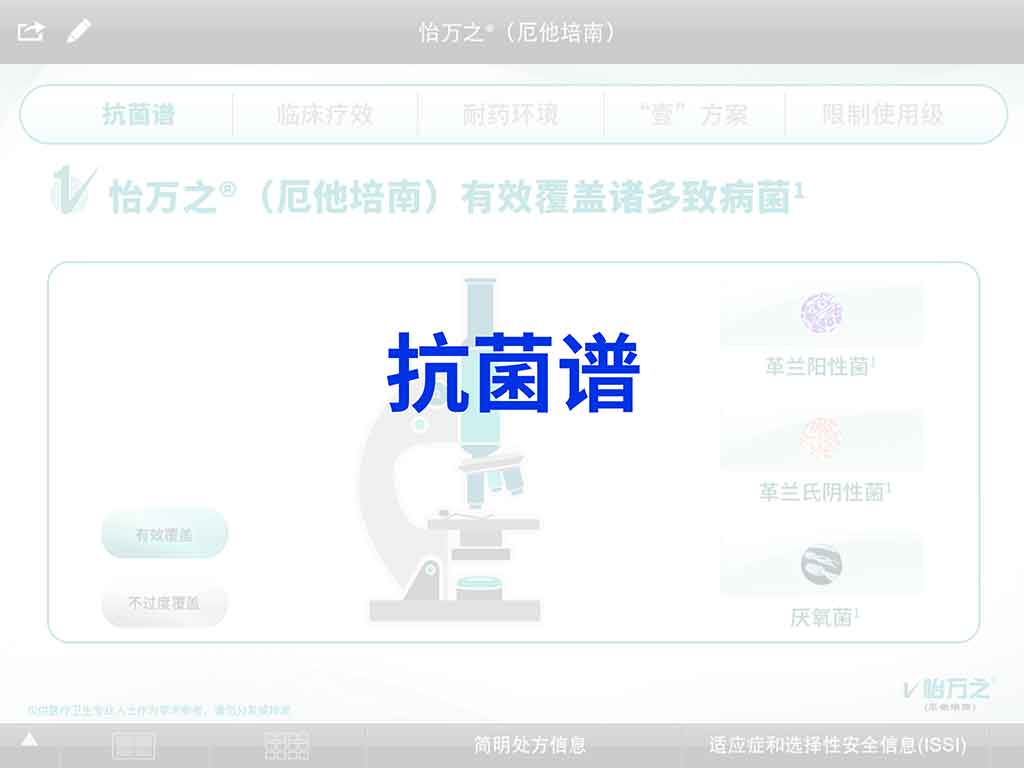 怡万之®（厄他培南）
抗菌谱
临床疗效
耐药环境
“壹”方案
限制使用级
怡万之®（厄他培南）有效覆盖诸多致病菌¹
抗菌谱
革兰阳性菌¹
革兰氏阴性菌¹
有效覆盖
不过度覆盖
厌氧菌¹
怡万之®
(厄他培南)
仅供医疗卫生专业人士作为学术参考，请勿分发或转发
简明处方信息
适应症和选择性安全信息(ISSI)